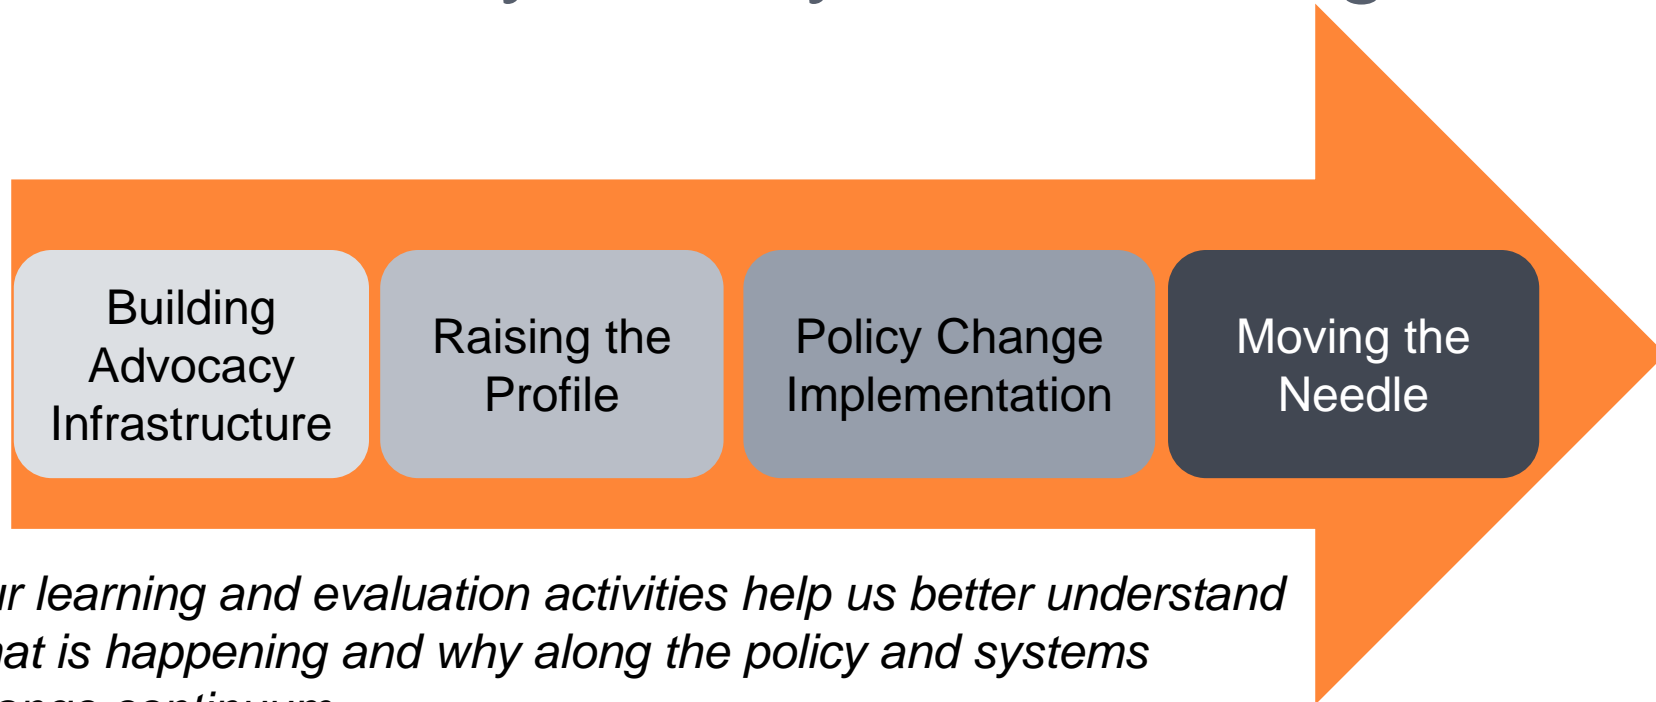 Building
Advocacy
Infrastructure
Raising the
Profile
Policy Change
Implementation
Moving the
Needle
learning and evaluation activities help us better understand
is happening and why along the policy and systems
continuum